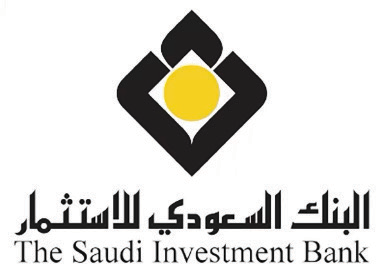 البنك السعودي للاستثمار
The Saudi Investment Bank